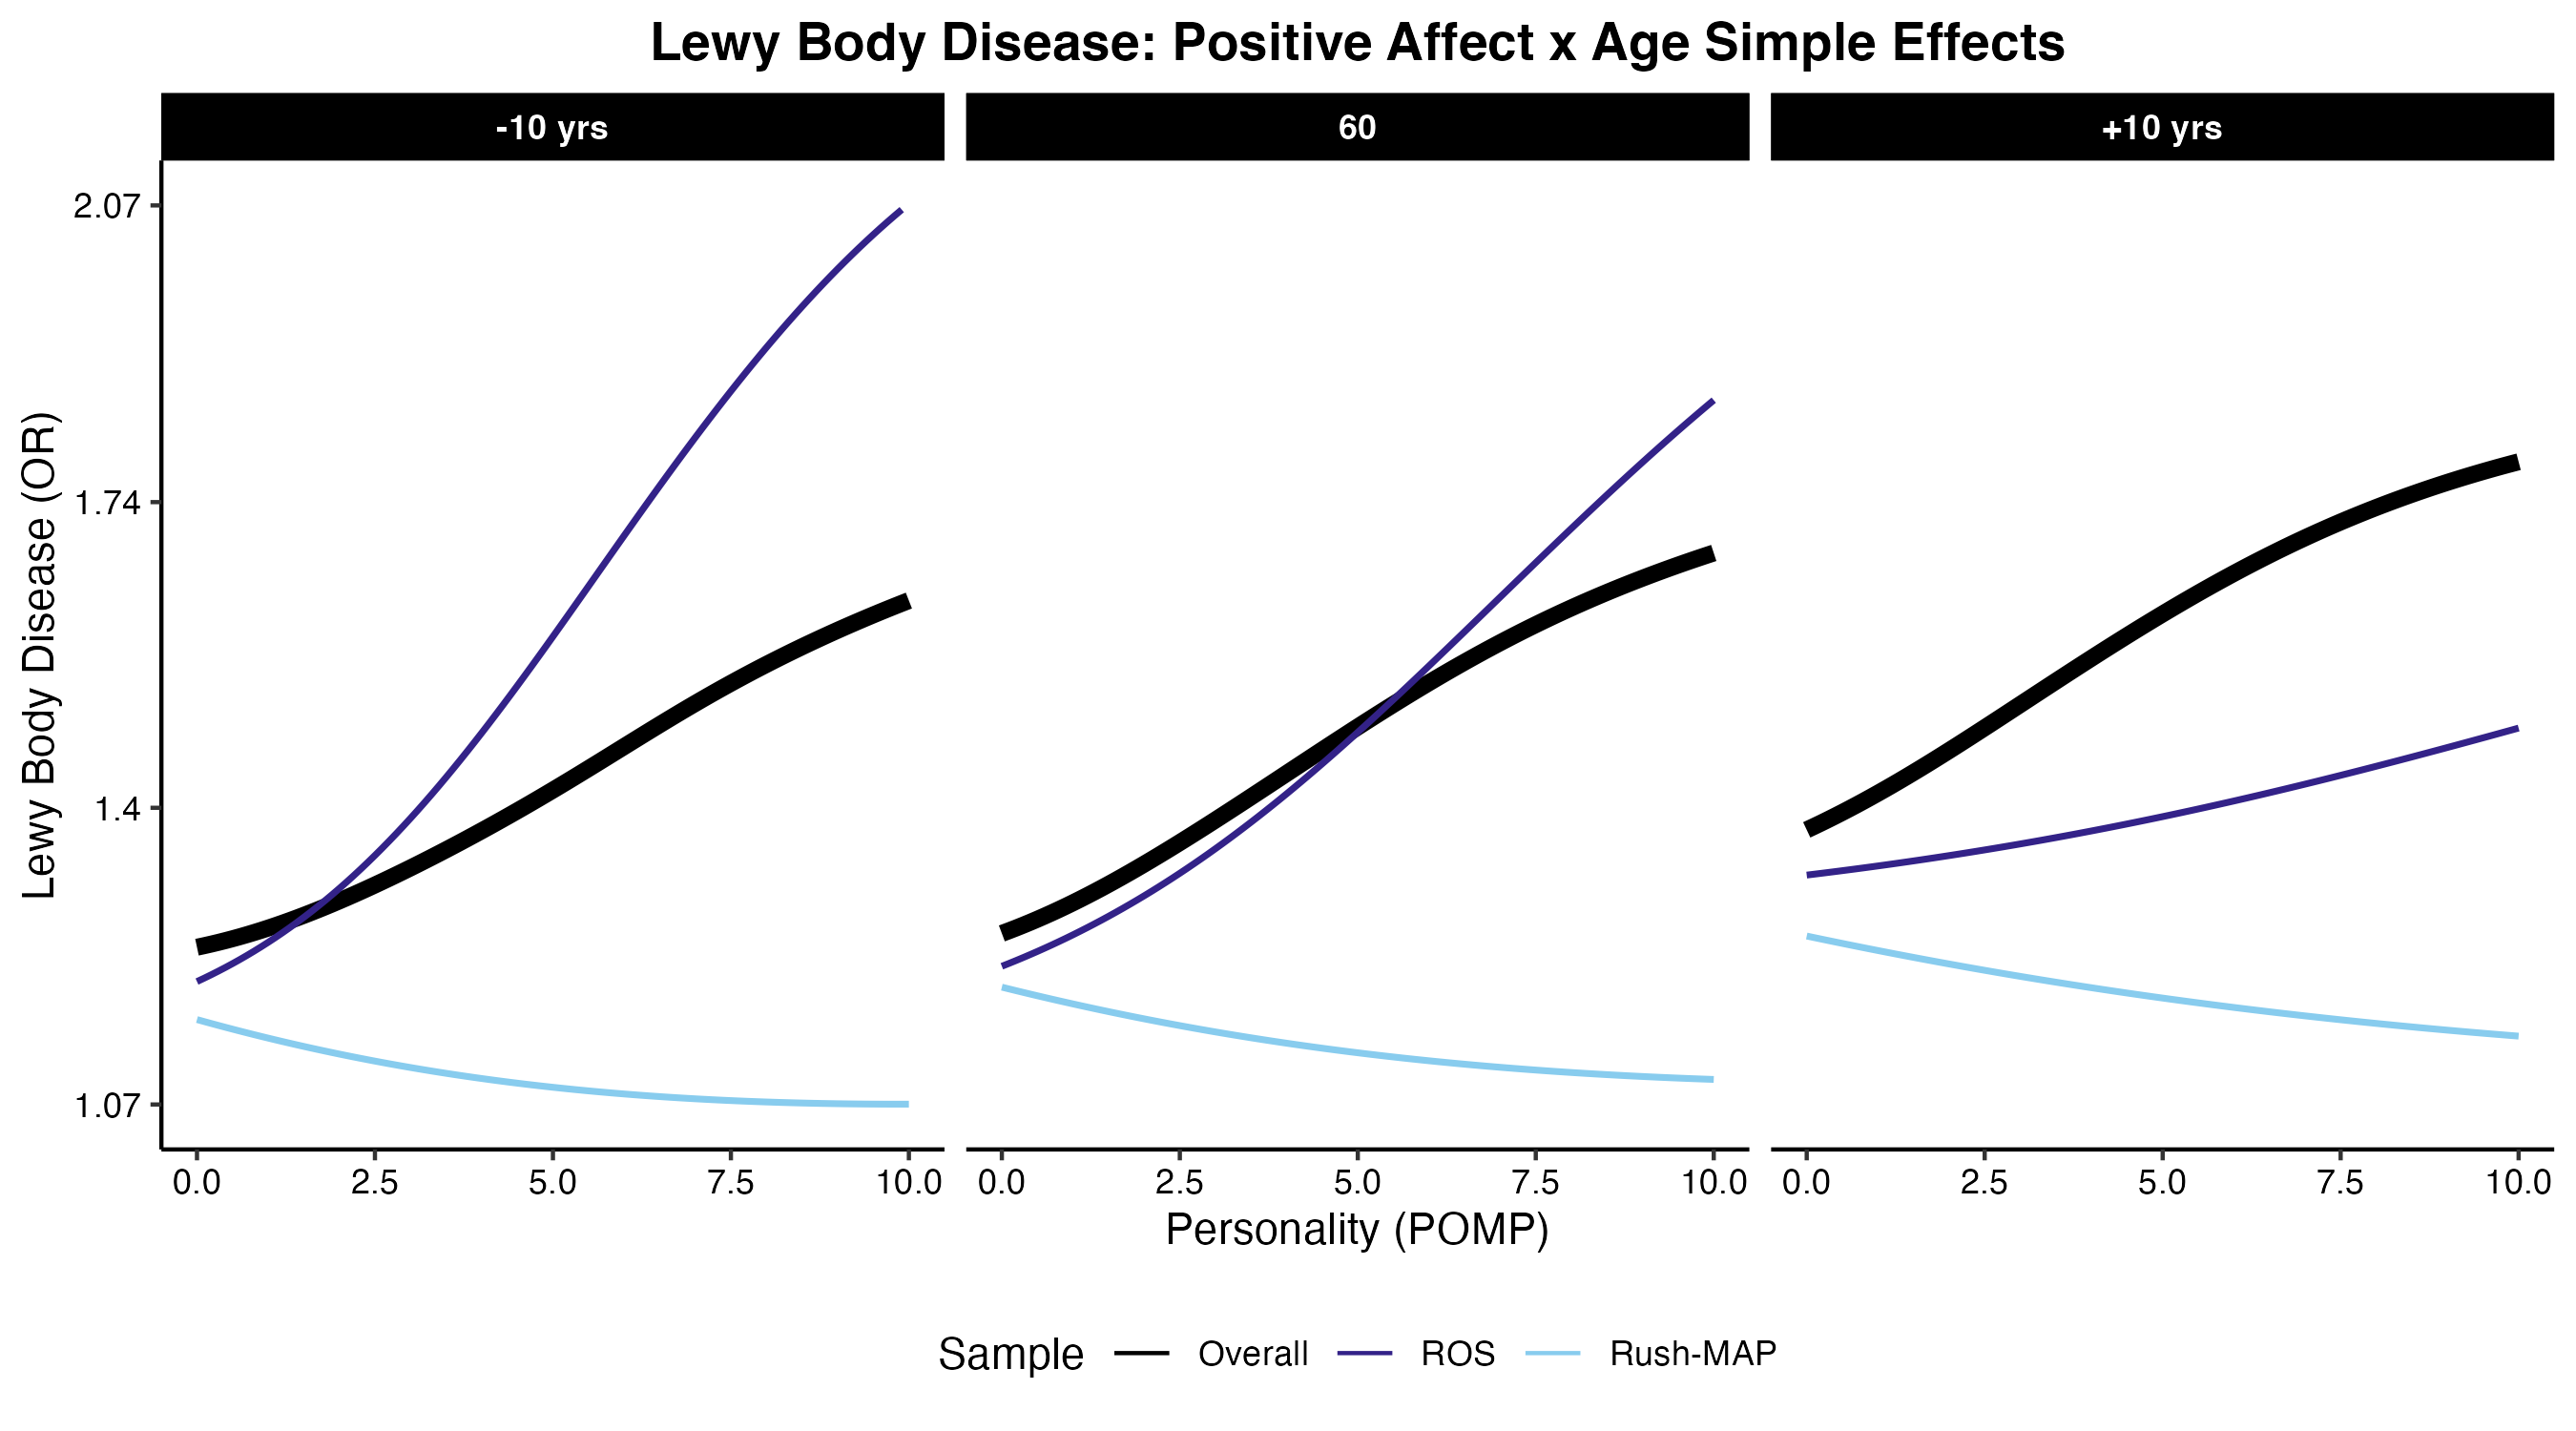 Lewy Body Disease: Positive Affect x Age Simple Effects
-10 yrs
60
+10 yrs
Lewy Body Disease (OR)
2.07
1.74
1.4
1.07
0.0 2.5 5.0 7.5 10.0
0.0 2.5 5.0 7.5 10.0
0.0 2.5 5.0 7.5 10.0
Personality (POMP)
Sample Overall ROS Rush-MAP